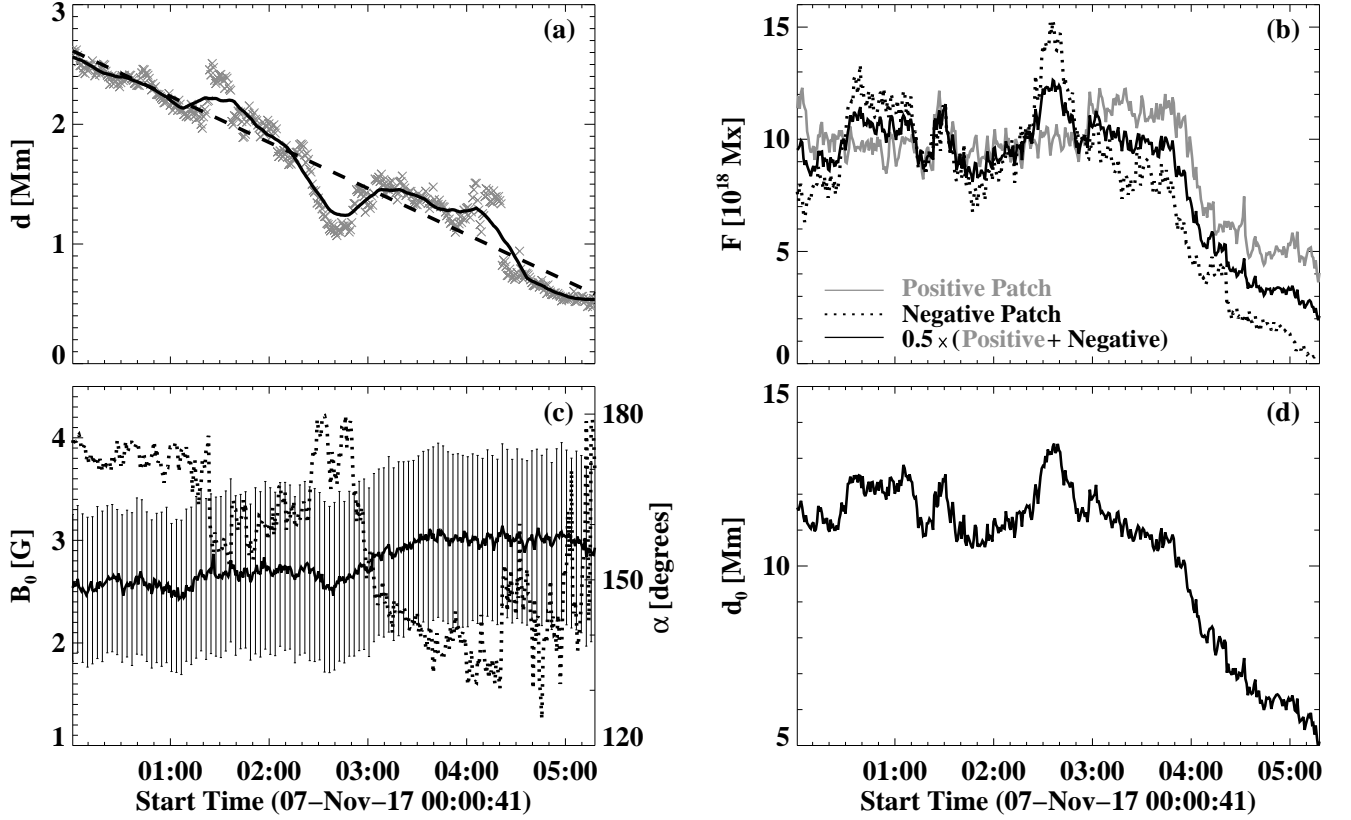 (a)
3
2
1
0
d [Mm]
(b)
15
10
5
0
F [10¹⁸ Mx]
Positive Patch
Negative Patch
0.5 × (Positive + Negative)
(c)
4
3
2
1
B₀ [G]
180
150
120
α [degrees]
01:00 02:00 03:00 04:00 05:00
Start Time (07–Nov–17 00:00:41)
(d)
15
10
5
d₀ [Mm]
01:00 02:00 03:00 04:00 05:00
Start Time (07–Nov–17 00:00:41)